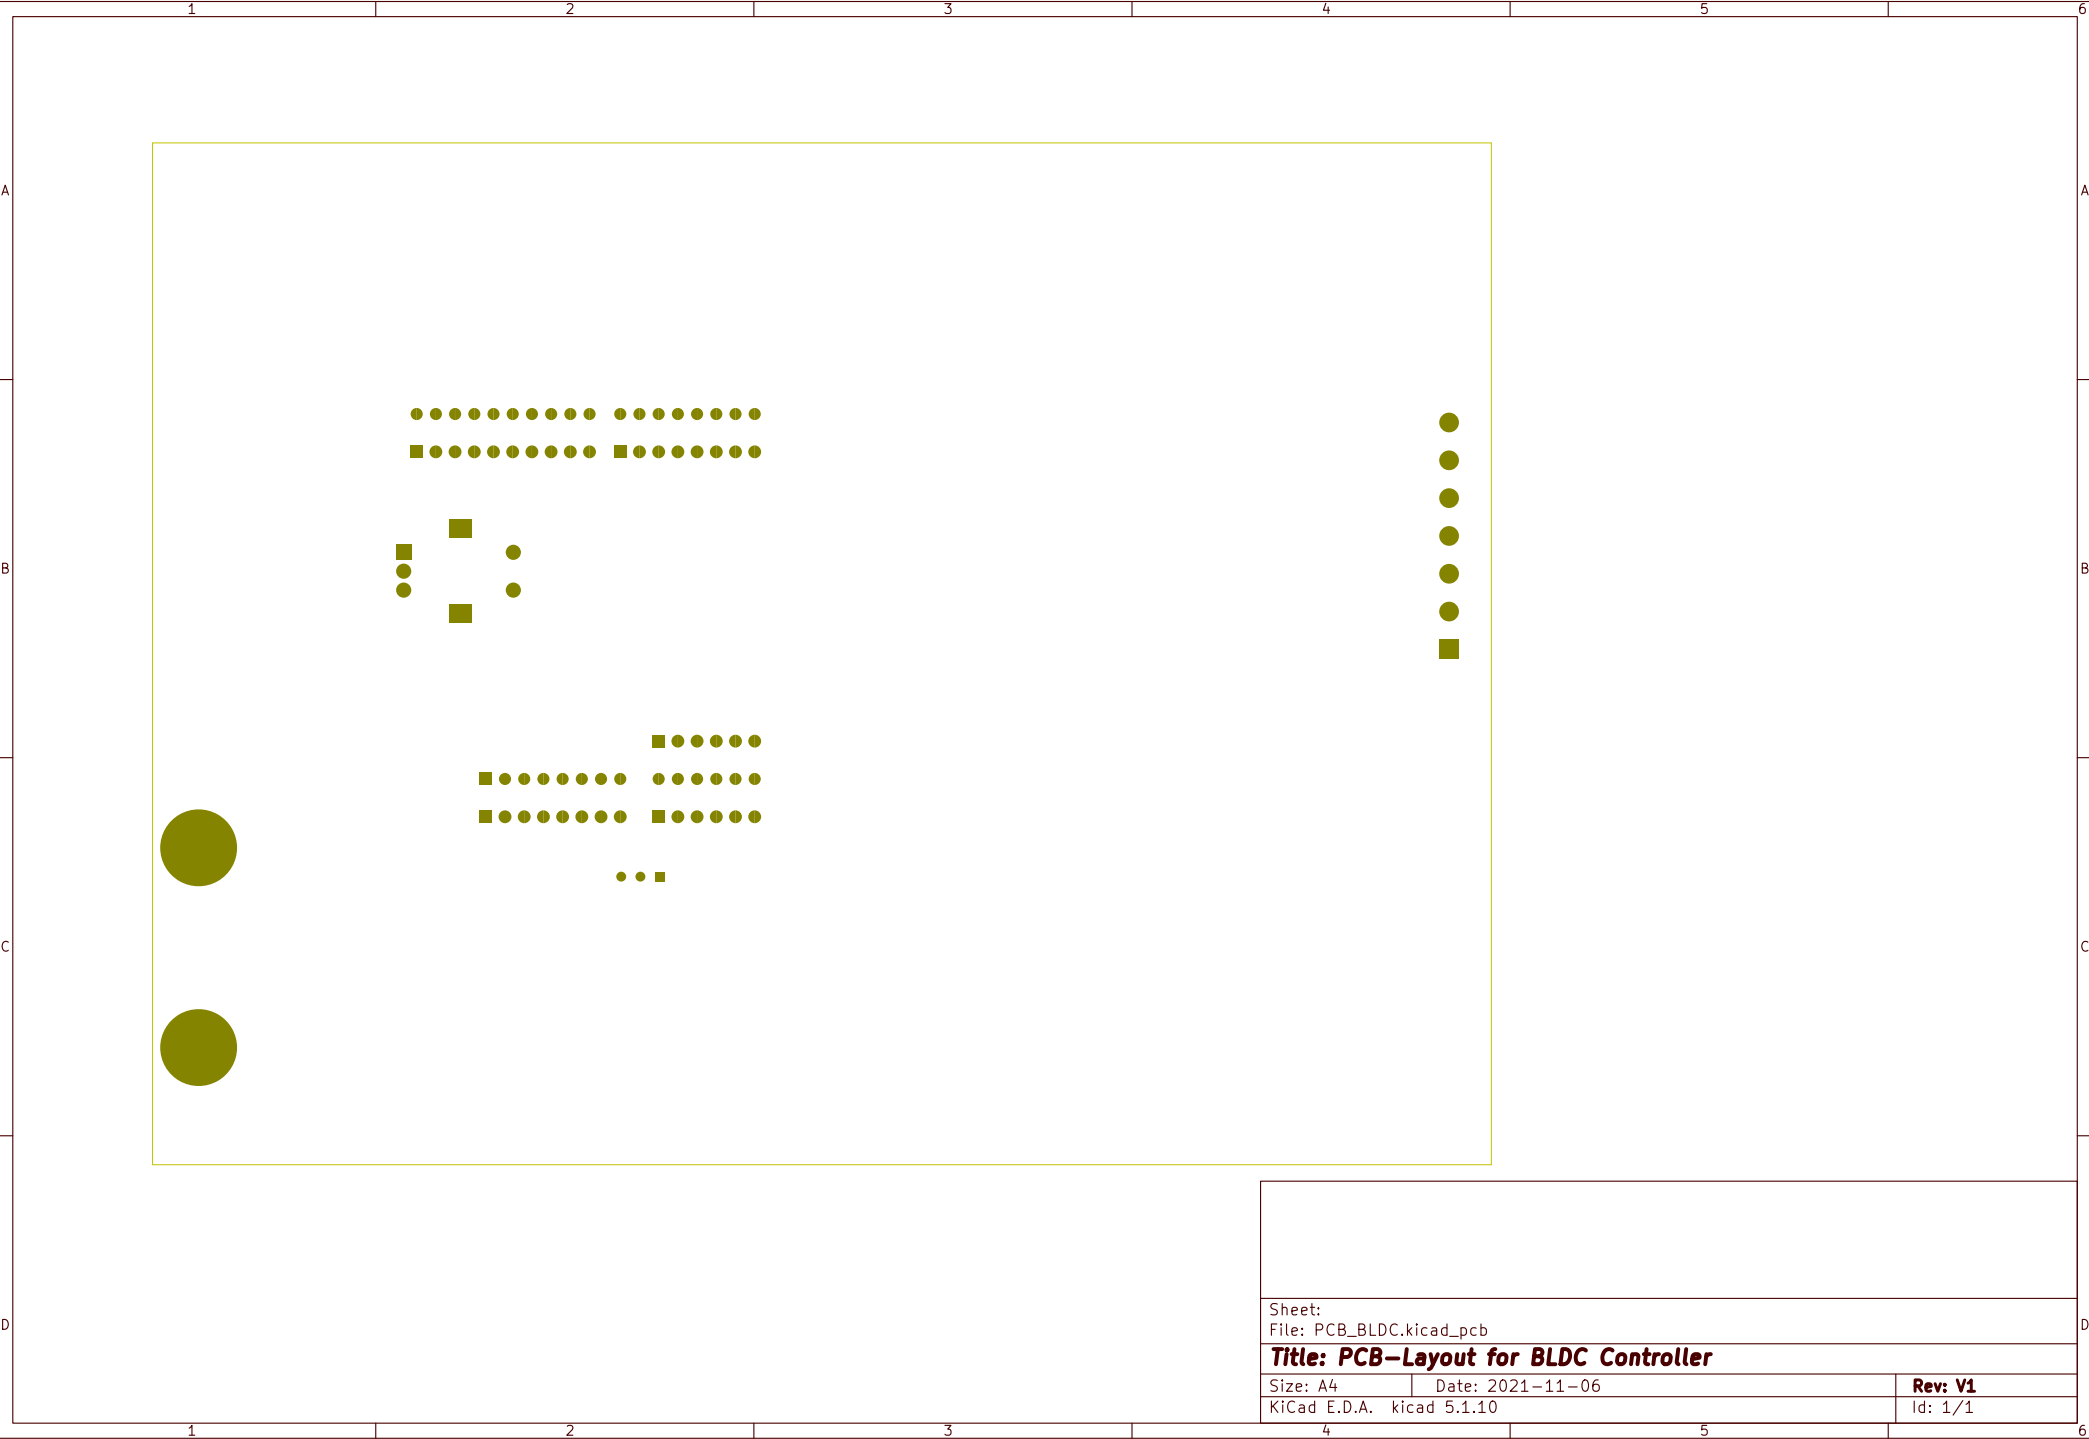 1 2 3 4 5 6
A A
B B
C C
D D
Sheet:
File: PCB_BLDC.kicad_pcb
Title: PCB-Layout for BLDC Controller
Size: A4 Date: 2021-11-06 Rev: V1
KiCad E.D.A. kicad 5.1.10 Id: 1/1
1 2 3 4 5 6